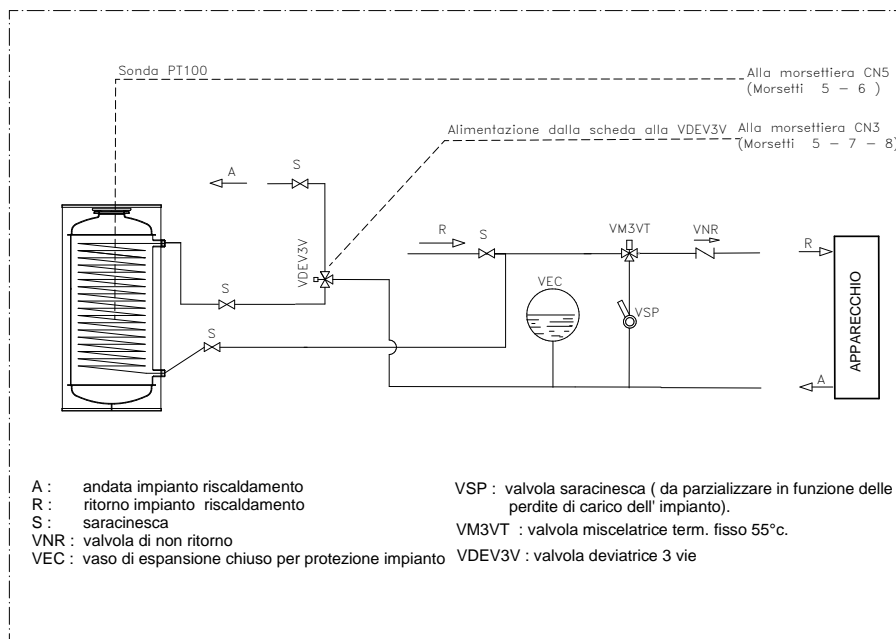 Sonda PT100
Alla morsettiera CN5
(Morsetti 5 - 6 )
Alimentazione dalla scheda alla VDEV3V
Alla morsettiera CN3
(Morsetti 5 - 7 - 8)
A
S
R
S
VM3VT
VNR
R
VDEV3V
S
VEC
VSP
S
A
APPARECCHIO
A : andata impianto riscaldamento
R : ritorno impianto riscaldamento
S : saracinesca
VNR : valvola di non ritorno
VEC : vaso di espansione chiuso per protezione impianto
VSP : valvola saracinesca ( da parzializzare in funzione delle
perdite di carico dell' impianto).
VM3VT : valvola miscelatrice term. fisso 55°c.
VDEV3V : valvola deviatrice 3 vie